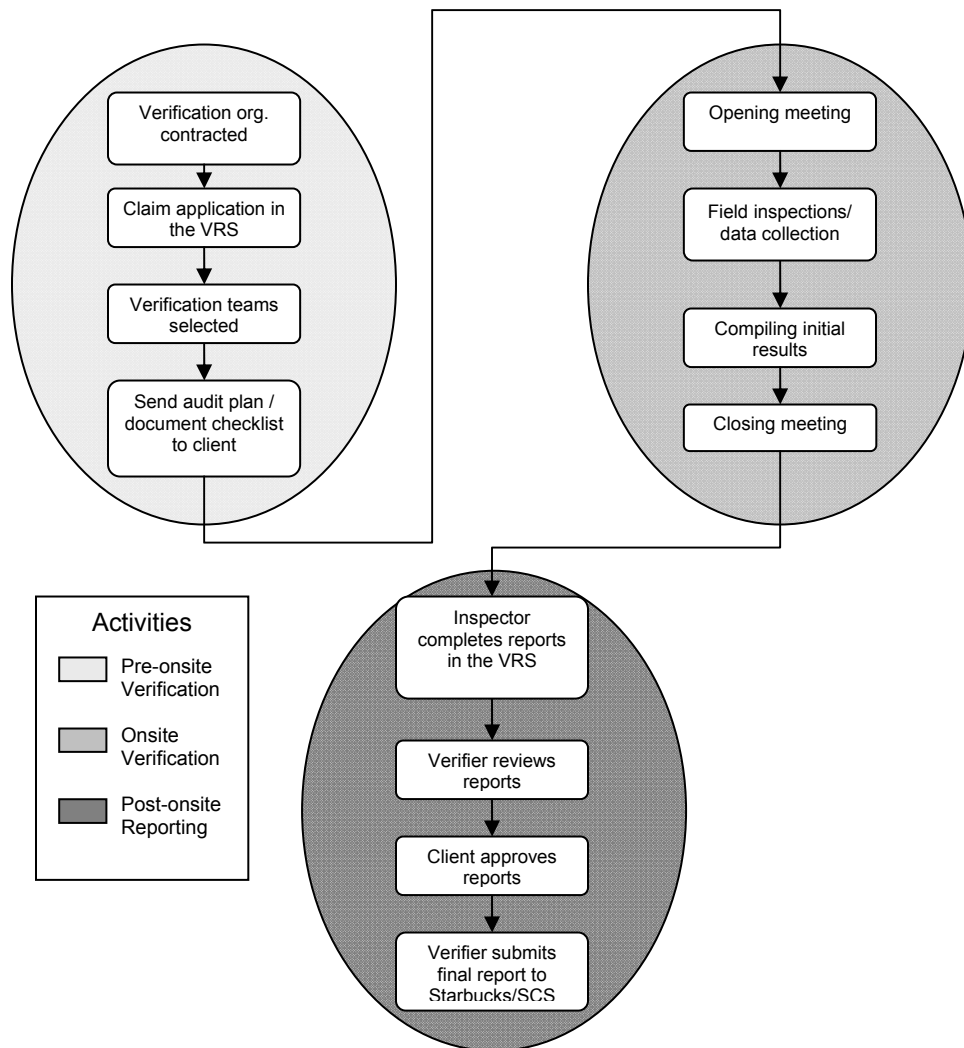 Verification org.
contracted
Claim application in
the VRS
Verification teams
selected
Send audit plan /
document checklist
to client
Opening meeting
Field inspections/
data collection
Compiling initial
results
Closing meeting
Inspector
completes reports
in the VRS
Verifier reviews
reports
Client approves
reports
Verifier submits
final report to
Starbucks/SCS
Activities
Pre-onsite
Verification
Onsite
Verification
Post-onsite
Reporting